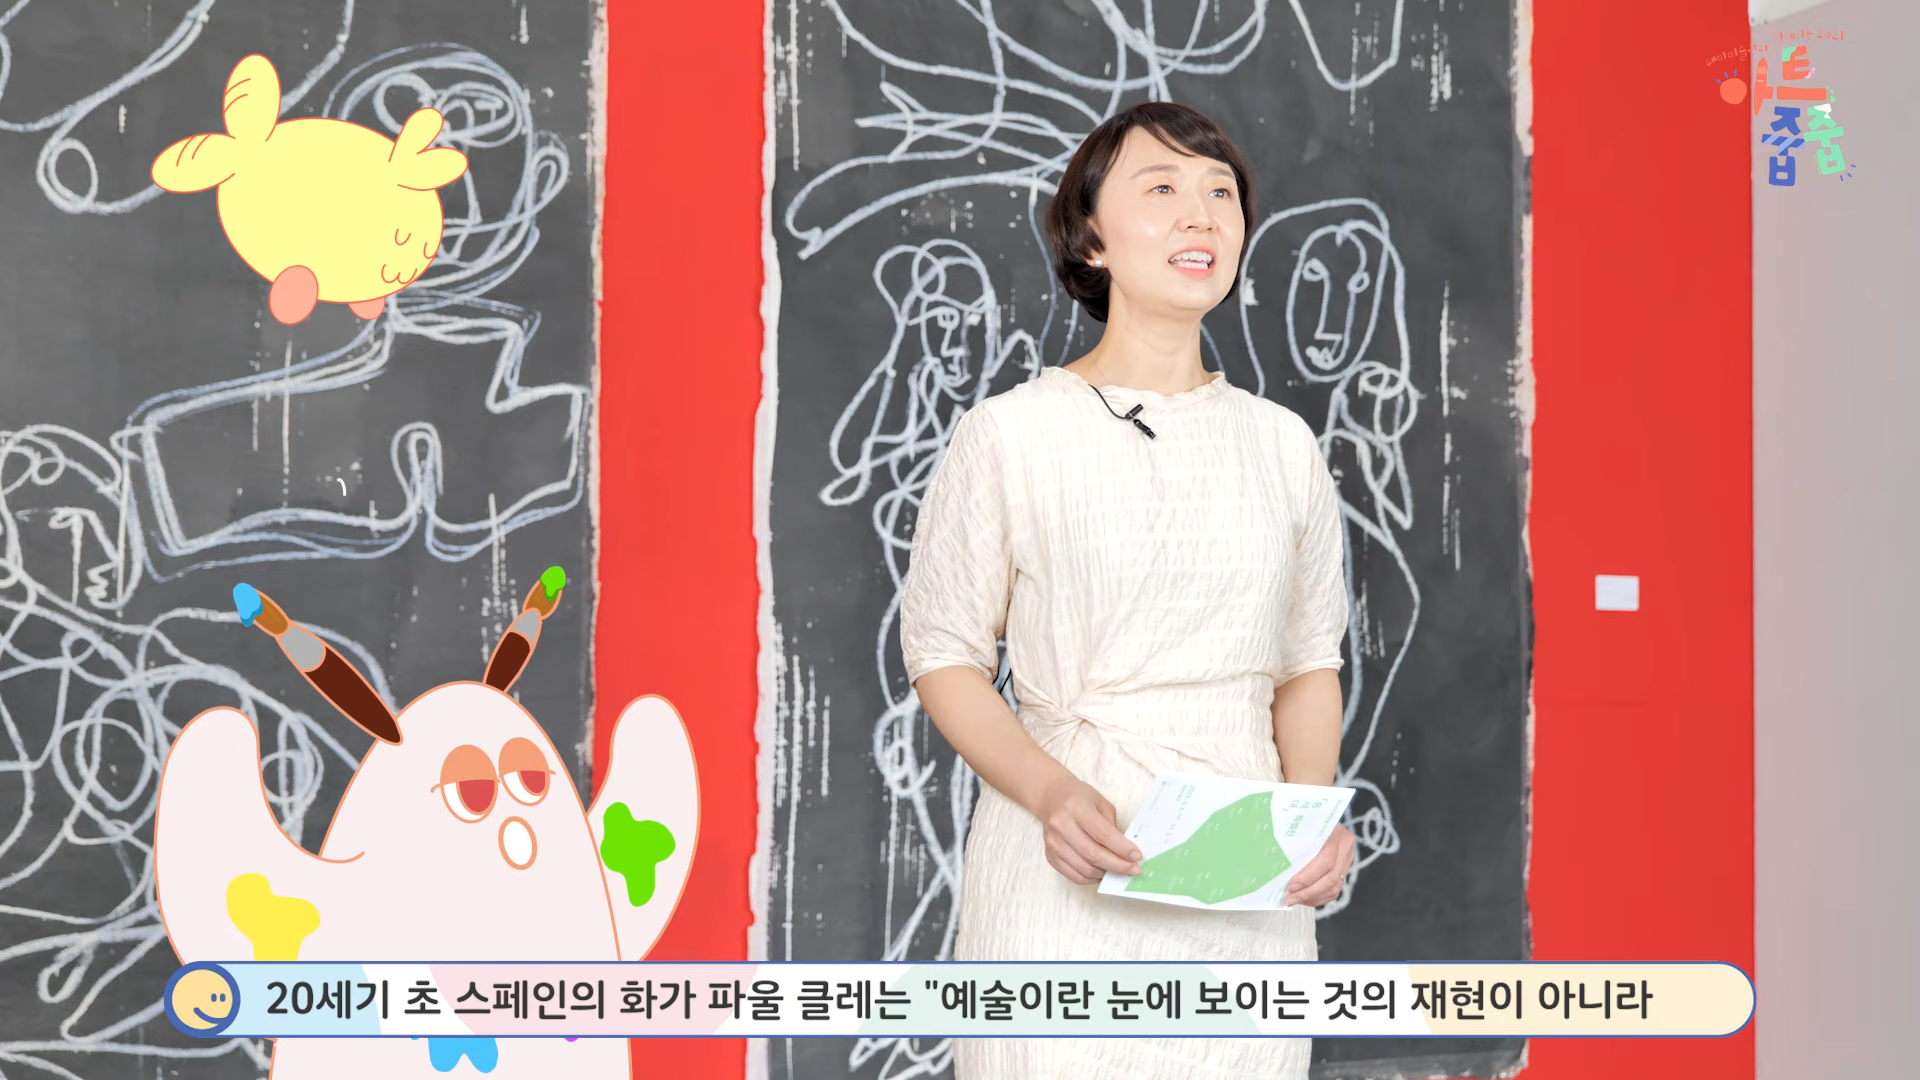 아트
줍줍
20세기 초 스페인의 화가 파울 클레는 "예술이란 눈에 보이는 것의 재현이 아니라